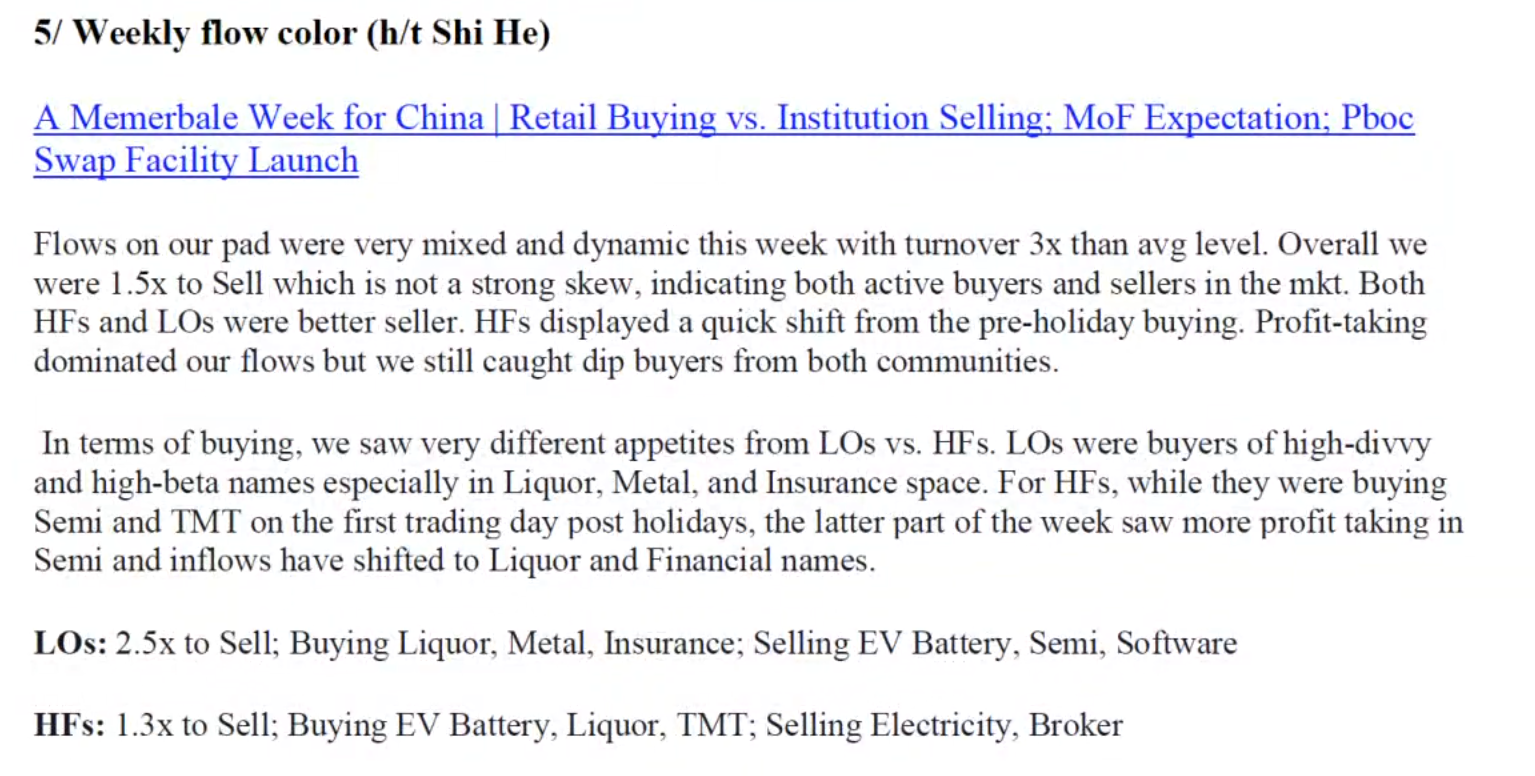 5/ Weekly flow color (h/t Shi He)
A Memerbale Week for China | Retail Buying vs. Institution Selling; MoF Expectation; Pboc
Swap Facility Launch
Flows on our pad were very mixed and dynamic this week with turnover 3x than avg level. Overall we
were 1.5x to Sell which is not a strong skew, indicating both active buyers and sellers in the mkt. Both
HFs and LOs were better seller. HFs displayed a quick shift from the pre-holiday buying. Profit-taking
dominated our flows but we still caught dip buyers from both communities.
In terms of buying, we saw very different appetites from LOs vs. HFs. LOs were buyers of high-divvy
and high-beta names especially in Liquor, Metal, and Insurance space. For HFs, while they were buying
Semi and TMT on the first trading day post holidays, the latter part of the week saw more profit taking in
Semi and inflows have shifted to Liquor and Financial names.
LOs: 2.5x to Sell; Buying Liquor, Metal, Insurance; Selling EV Battery, Semi, Software
HFs: 1.3x to Sell; Buying EV Battery, Liquor, TMT; Selling Electricity, Broker